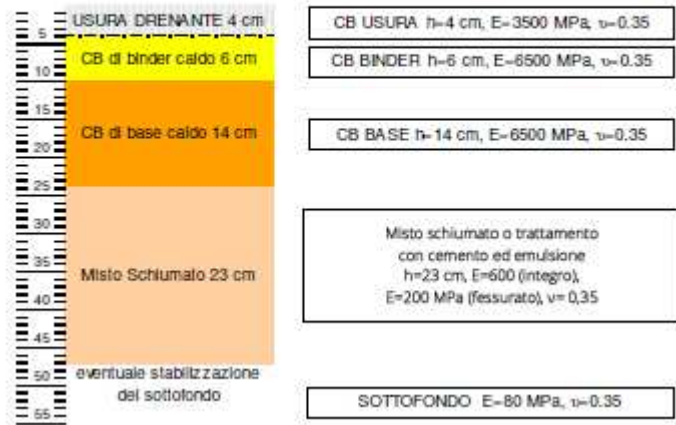 USURA DRENANTE 4 cm
CB di binder caldo 6 cm
CB di base caldo 14 cm
Misto Schiumato 23 cm
eventuale stabilizzazione
del sottofondo
5
10
15
20
25
30
35
40
45
50
55
CB USURA h=4 cm, E=3500 MPa, υ=0.35
CB BINDER h=6 cm, E=6500 MPa, υ=0.35
CB BASE h=14 cm, E=6500 MPa, υ=0.35
Misto schiumato o trattamento
con cemento ed emulsione
h=23 cm, E=600 (integro),
E=200 MPa (fessurato), ν= 0,35
SOTTOFONDO E=80 MPa, υ=0.35